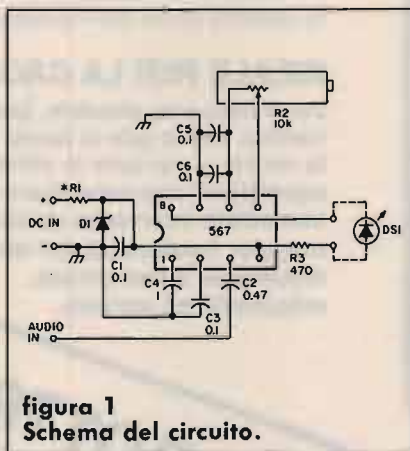 R2
10k
C5
0.1
C6
0.1
*R1
+
DC IN
-
D1
C1
0.1
8
567
1
R3
470
DS1
C4
1
C3
0.1
C2
0.47
AUDIO
IN
figura 1
Schema del circuito.